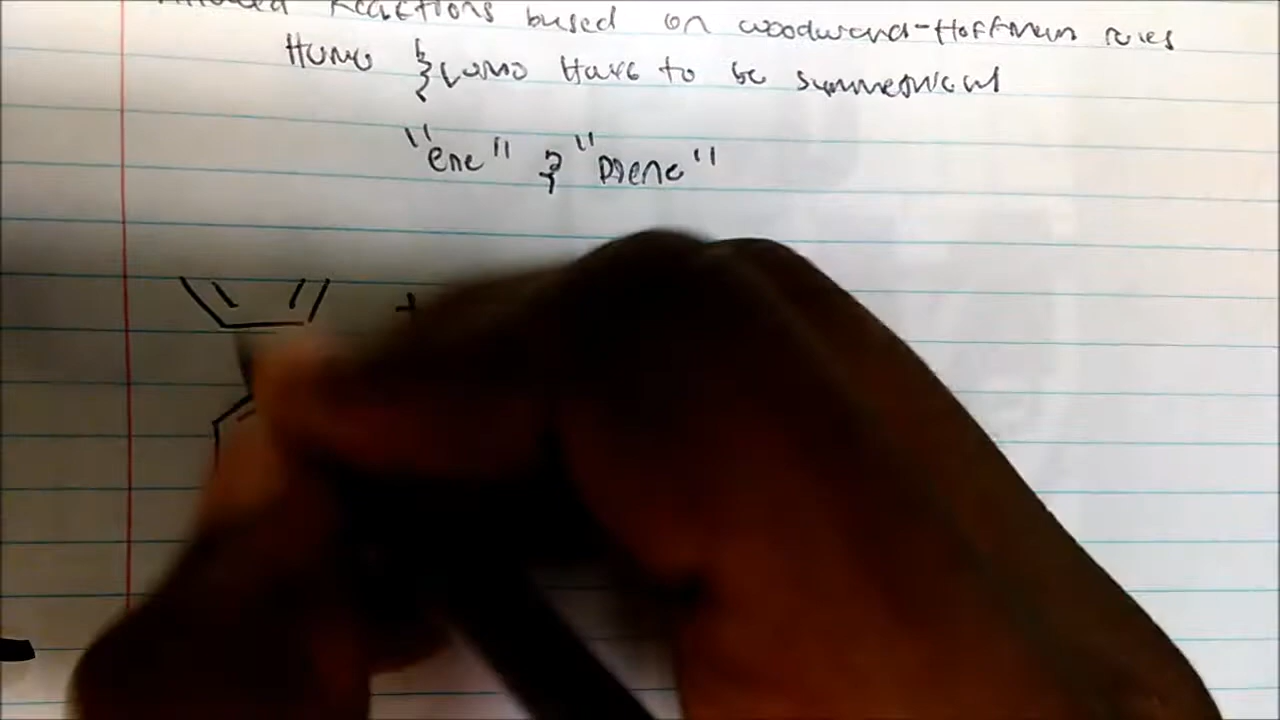 Reactions based on woodward-Hoffman rules
HOMO & LUMO Have to be symmetrical
"ene" & "Diene"
+